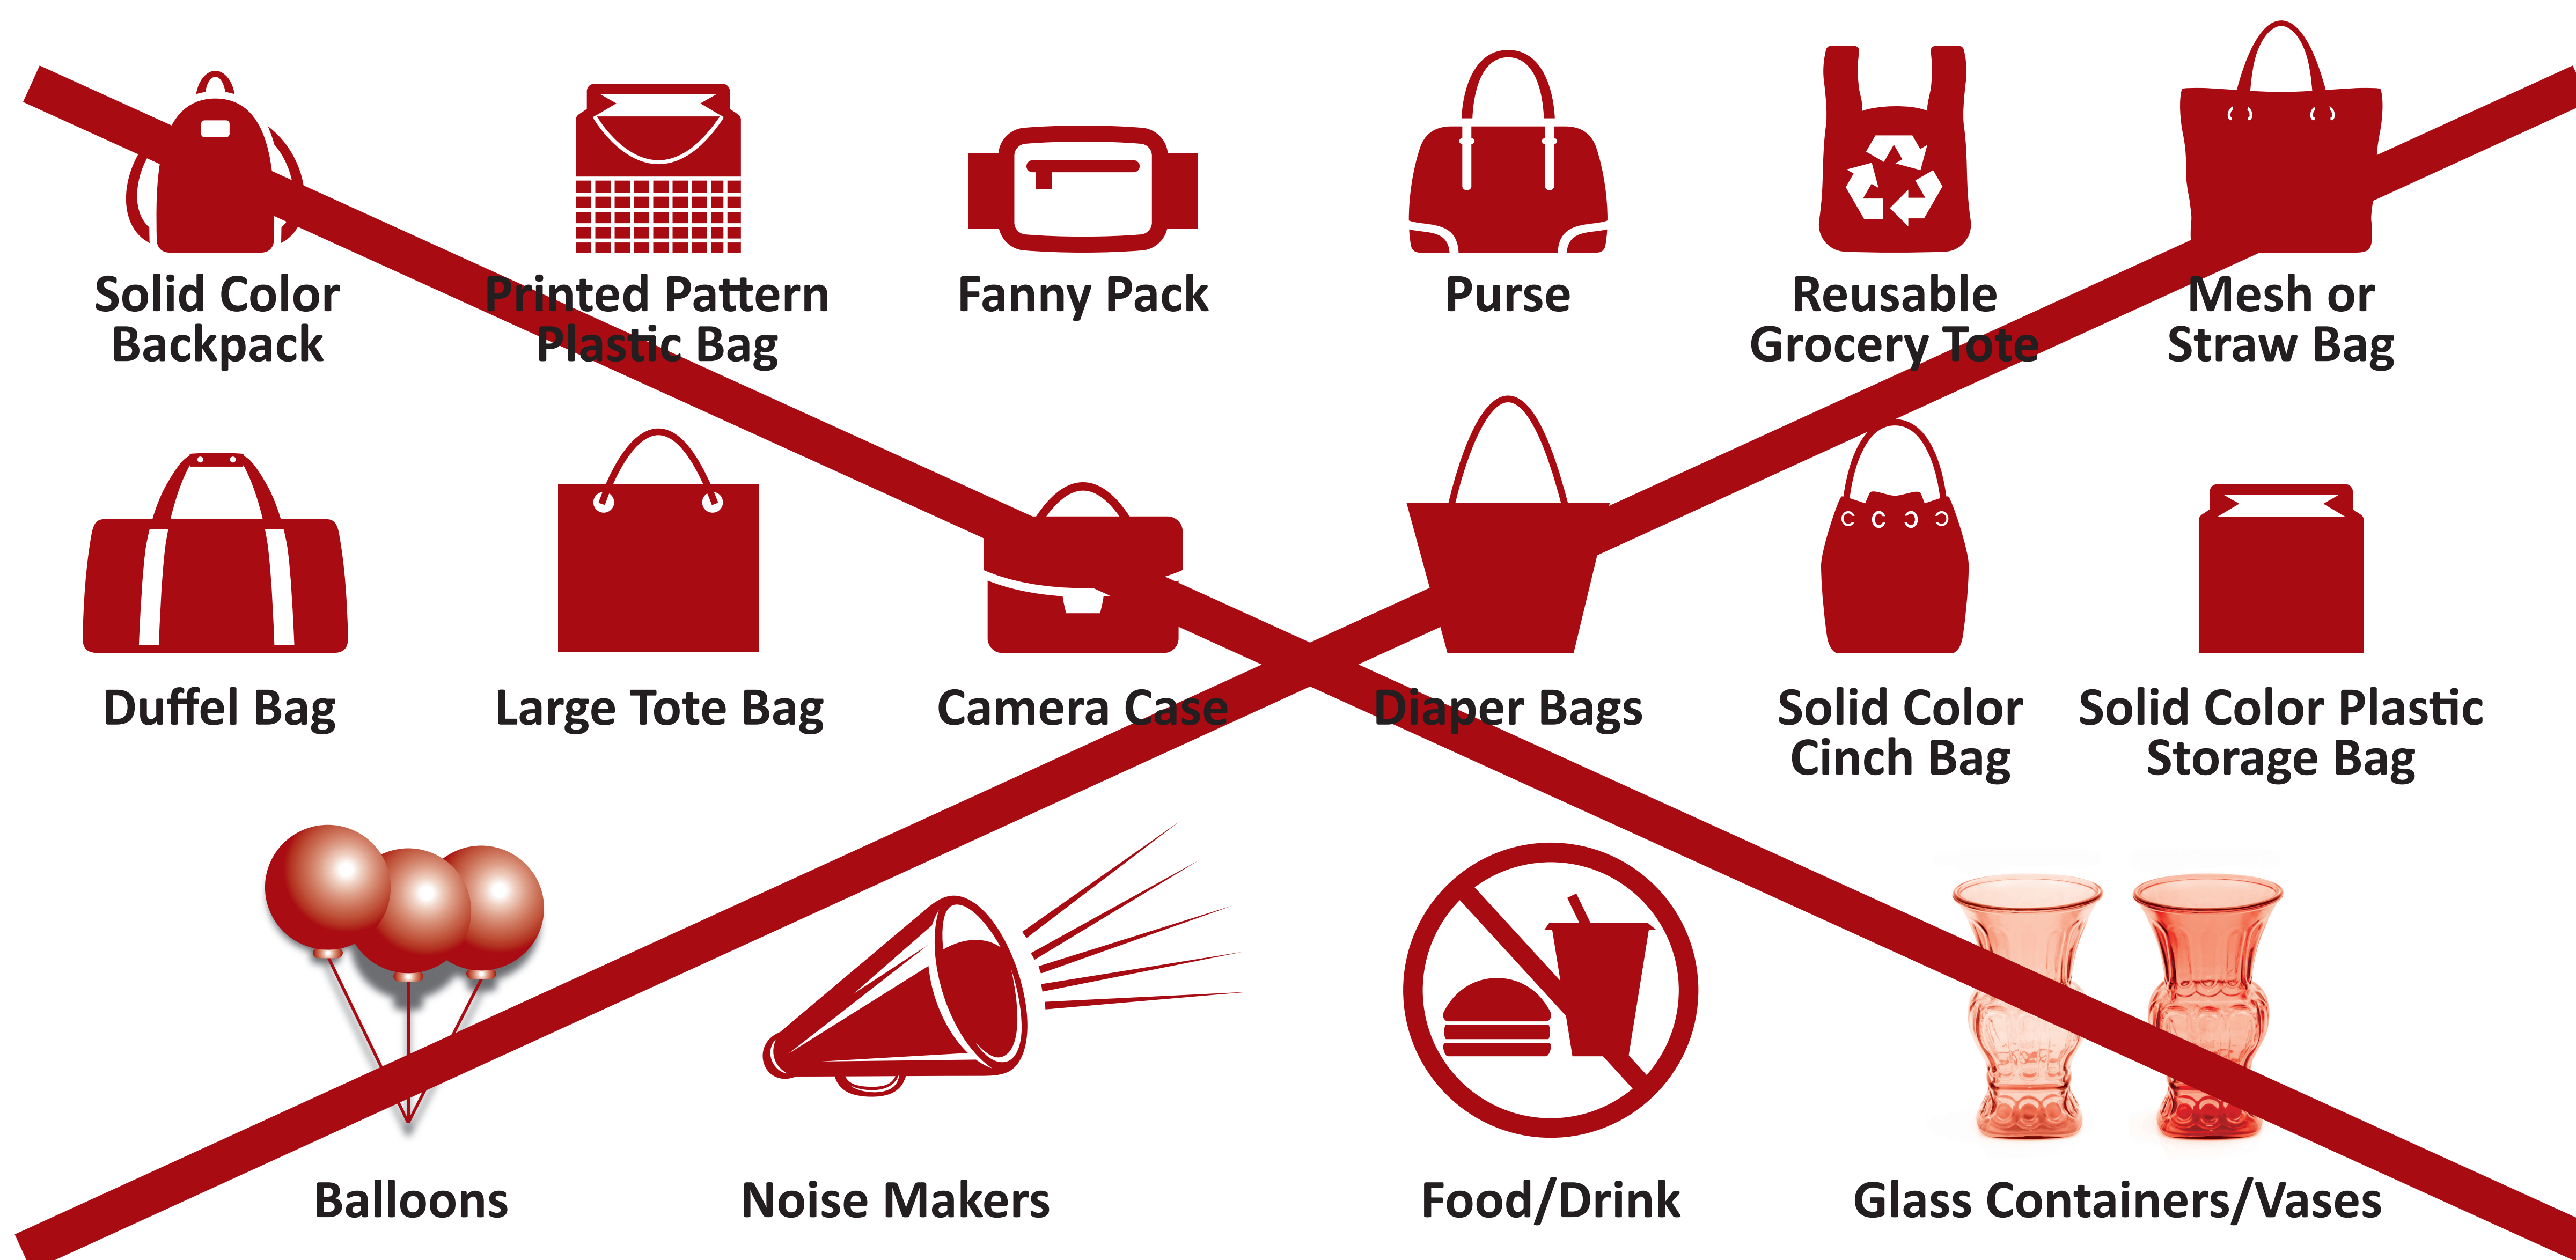 Solid Color
Backpack
Printed Pattern
Plastic Bag
Fanny Pack
Purse
Reusable
Grocery Tote
Mesh or
Straw Bag
Duffel Bag
Large Tote Bag
Camera Case
Diaper Bags
Solid Color
Cinch Bag
Solid Color Plastic
Storage Bag
Balloons
Noise Makers
Food/Drink
Glass Containers/Vases